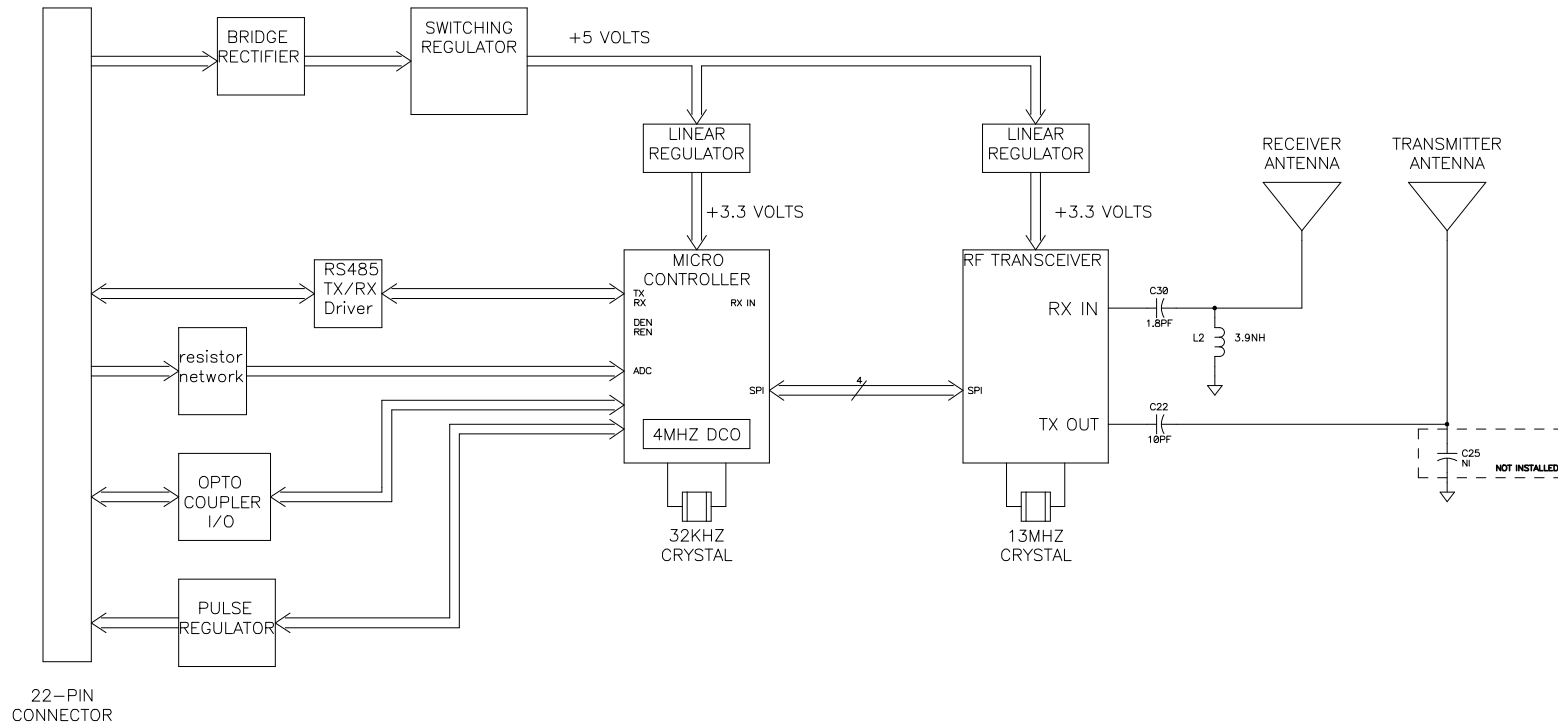 BRIDGE
RECTIFIER
SWITCHING
REGULATOR
+5 VOLTS
LINEAR
REGULATOR
LINEAR
REGULATOR
RECEIVER
ANTENNA
TRANSMITTER
ANTENNA
+3.3 VOLTS
+3.3 VOLTS
RS485
TX/RX
Driver
MICRO
CONTROLLER
TX
RX
RX IN
DEN
REN
ADC
SPI
4MHZ DCO
4
RF TRANSCEIVER
RX IN
SPI
TX OUT
C30
1.8PF
L2
3.9NH
C22
10PF
C25
NI
NOT INSTALLED
resistor
network
OPTO
COUPLER
I/O
32KHZ
CRYSTAL
13MHZ
CRYSTAL
PULSE
REGULATOR
22-PIN
CONNECTOR